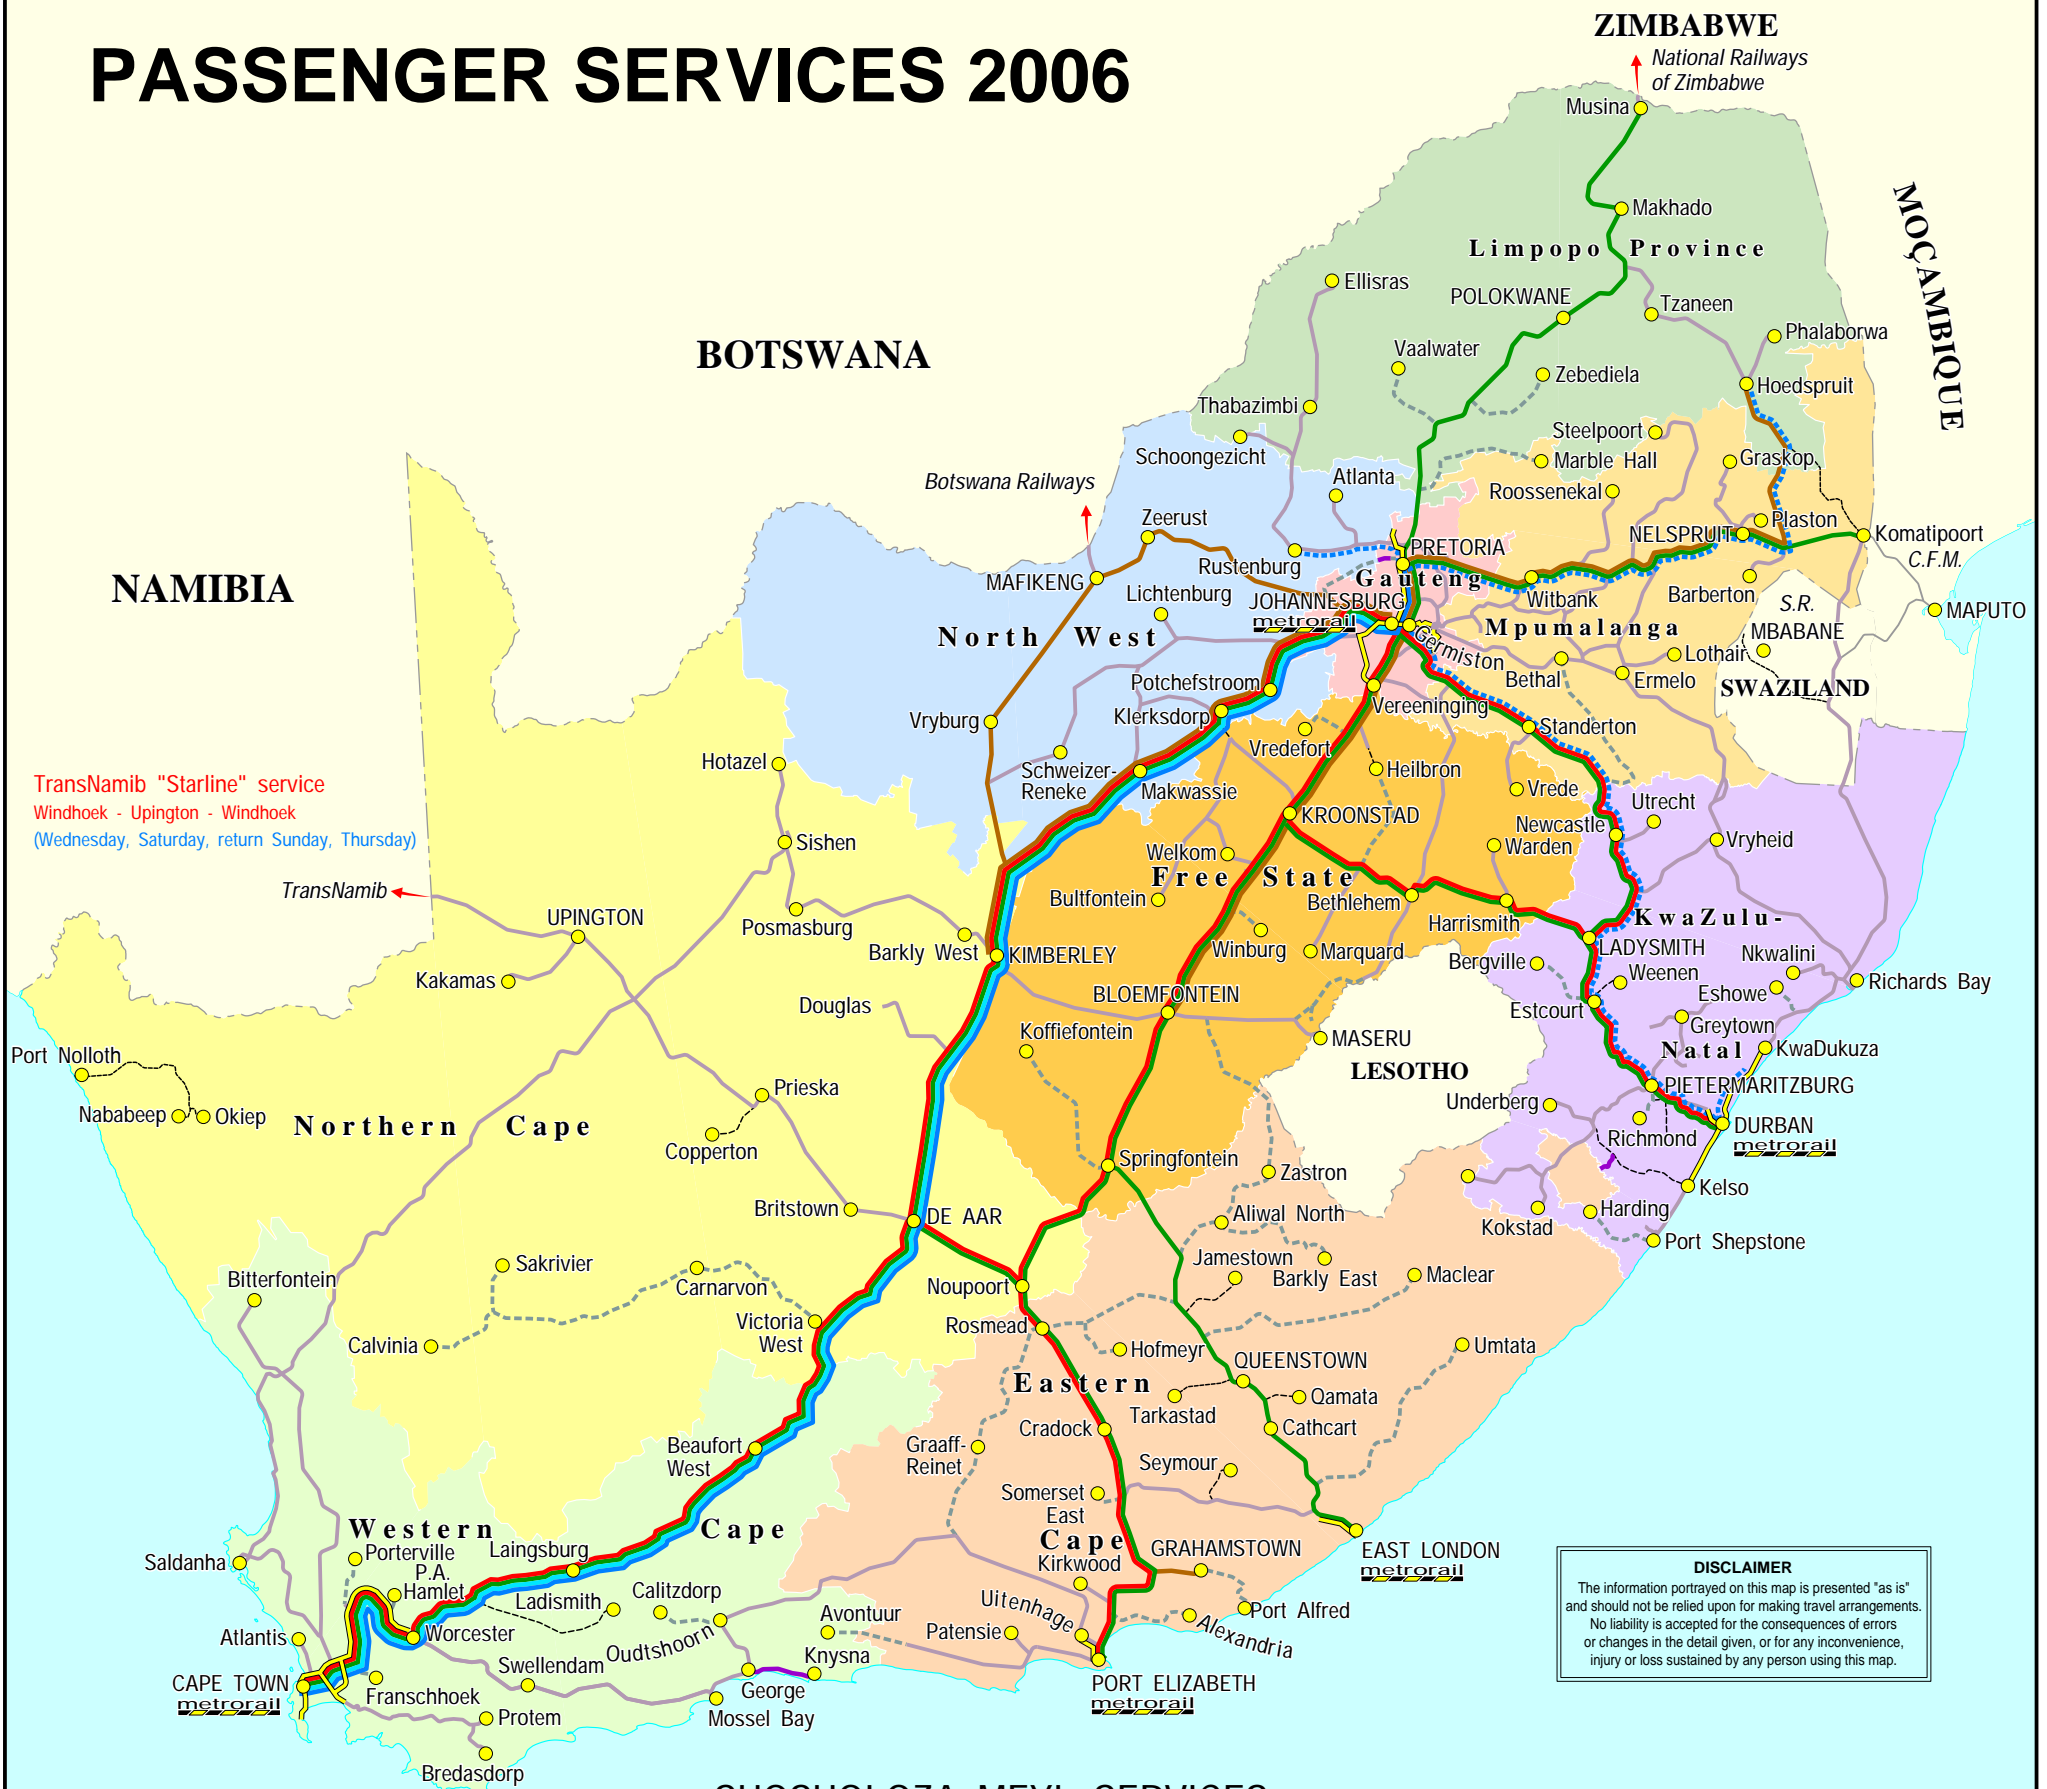 PASSENGER SERVICES 2006
ZIMBABWE
National Railways
of Zimbabwe
Musina
MOÇAMBIQUE
Makhado
Limpopo Province
Ellisras
POLOKWANE
Tzaneen
Phalaborwa
BOTSWANA
Vaalwater
Zebediela
Hoedspruit
Thabazimbi
Steelpoort
Schoongezicht
Marble Hall
Graskop
Botswana Railways
Atlanta
Roossenekal
Zeerust
Plaston
NELSPRUIT
Komatipoort
C.F.M.
PRETORIA
Rustenburg
Gauteng
MAFIKENG
NAMIBIA
Lichtenburg
JOHANNESBURG
metrorail
Witbank
Barberton
S.R.
MAPUTO
North West
Germiston
Mpumalanga
MBABANE
Lothair
Bethal
Ermelo
SWAZILAND
Potchefstroom
Klerksdorp
Vereeninging
Vryburg
Standerton
Vredefort
Hotazel
Schweizer-
Reneke
Makwassie
Heilbron
Vrede
TransNamib "Starline" service
Windhoek - Upington - Windhoek
(Wednesday, Saturday, return Sunday, Thursday)
Utrecht
KROONSTAD
Newcastle
Sishen
Warden
Vryheid
Welkom
Free State
TransNamib
Bultfontein
Bethlehem
UPINGTON
Posmasburg
Harrismith
KwaZulu-
Barkly West
KIMBERLEY
Winburg
Marquard
LADYSMITH
Nkwalini
Bergville
Weenen
Kakamas
Richards Bay
Eshowe
Douglas
BLOEMFONTEIN
Estcourt
Koffiefontein
Greytown
MASERU
Natal
KwaDukuza
Port Nolloth
LESOTHO
PIETERMARITZBURG
Prieska
Underberg
Nababeep
Okiep
Northern Cape
DURBAN
metrorail
Richmond
Copperton
Springfontein
Zastron
Kelso
Britstown
DE AAR
Aliwal North
Harding
Kokstad
Port Shepstone
Sakrivier
Jamestown
Barkly East
Bitterfontein
Carnarvon
Noupoort
Maclear
Victoria
West
Rosmead
Calvinia
Hofmeyr
Umtata
QUEENSTOWN
Eastern
Qamata
Tarkastad
Cathcart
Cradock
Beaufort
West
Graaff-
Reinet
Seymour
Somerset
East
Western Cape
Cape
Laingsburg
GRAHAMSTOWN
EAST LONDON
metrorail
Saldanha
Porterville
P.A.
Hamlet
Kirkwood
Ladismith
Calitzdorp
Uitenhage
Port Alfred
Avontuur
Alexandria
Atlantis
Worcester
Oudtshoorn
Patensie
Knysna
Swellendam
CAPE TOWN
metrorail
Franschhoek
George
PORT ELIZABETH
metrorail
Protem
Mossel Bay
Bredasdorp
DISCLAIMER
The information portrayed on this map is presented "as is"
and should not be relied upon for making travel arrangements.
No liability is accepted for the consequences of errors
or changes in the detail given, or for any inconvenience,
injury or loss sustained by any person using this map.